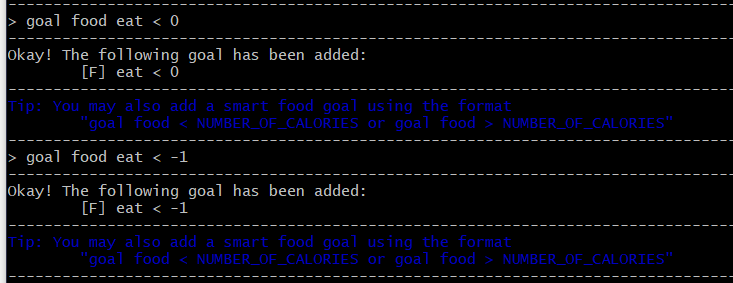 > goal food eat < 0
Okay! The following goal has been added:
[F] eat < 0
Tip: You may also add a smart food goal using the format
"goal food < NUMBER_OF_CALORIES or goal food > NUMBER_OF_CALORIES"
> goal food eat < -1
Okay! The following goal has been added:
[F] eat < -1
Tip: You may also add a smart food goal using the format
"goal food < NUMBER_OF_CALORIES or goal food > NUMBER_OF_CALORIES"